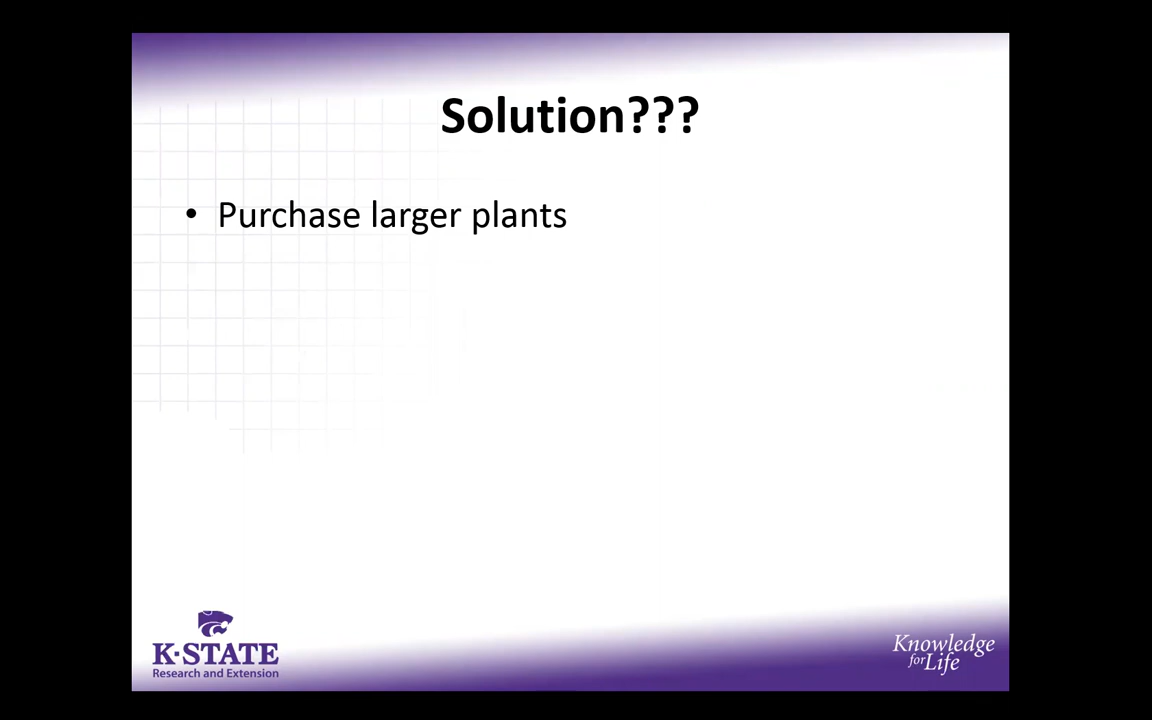 Solution???
• Purchase larger plants
K-STATE
Research and Extension
Knowledge
for Life